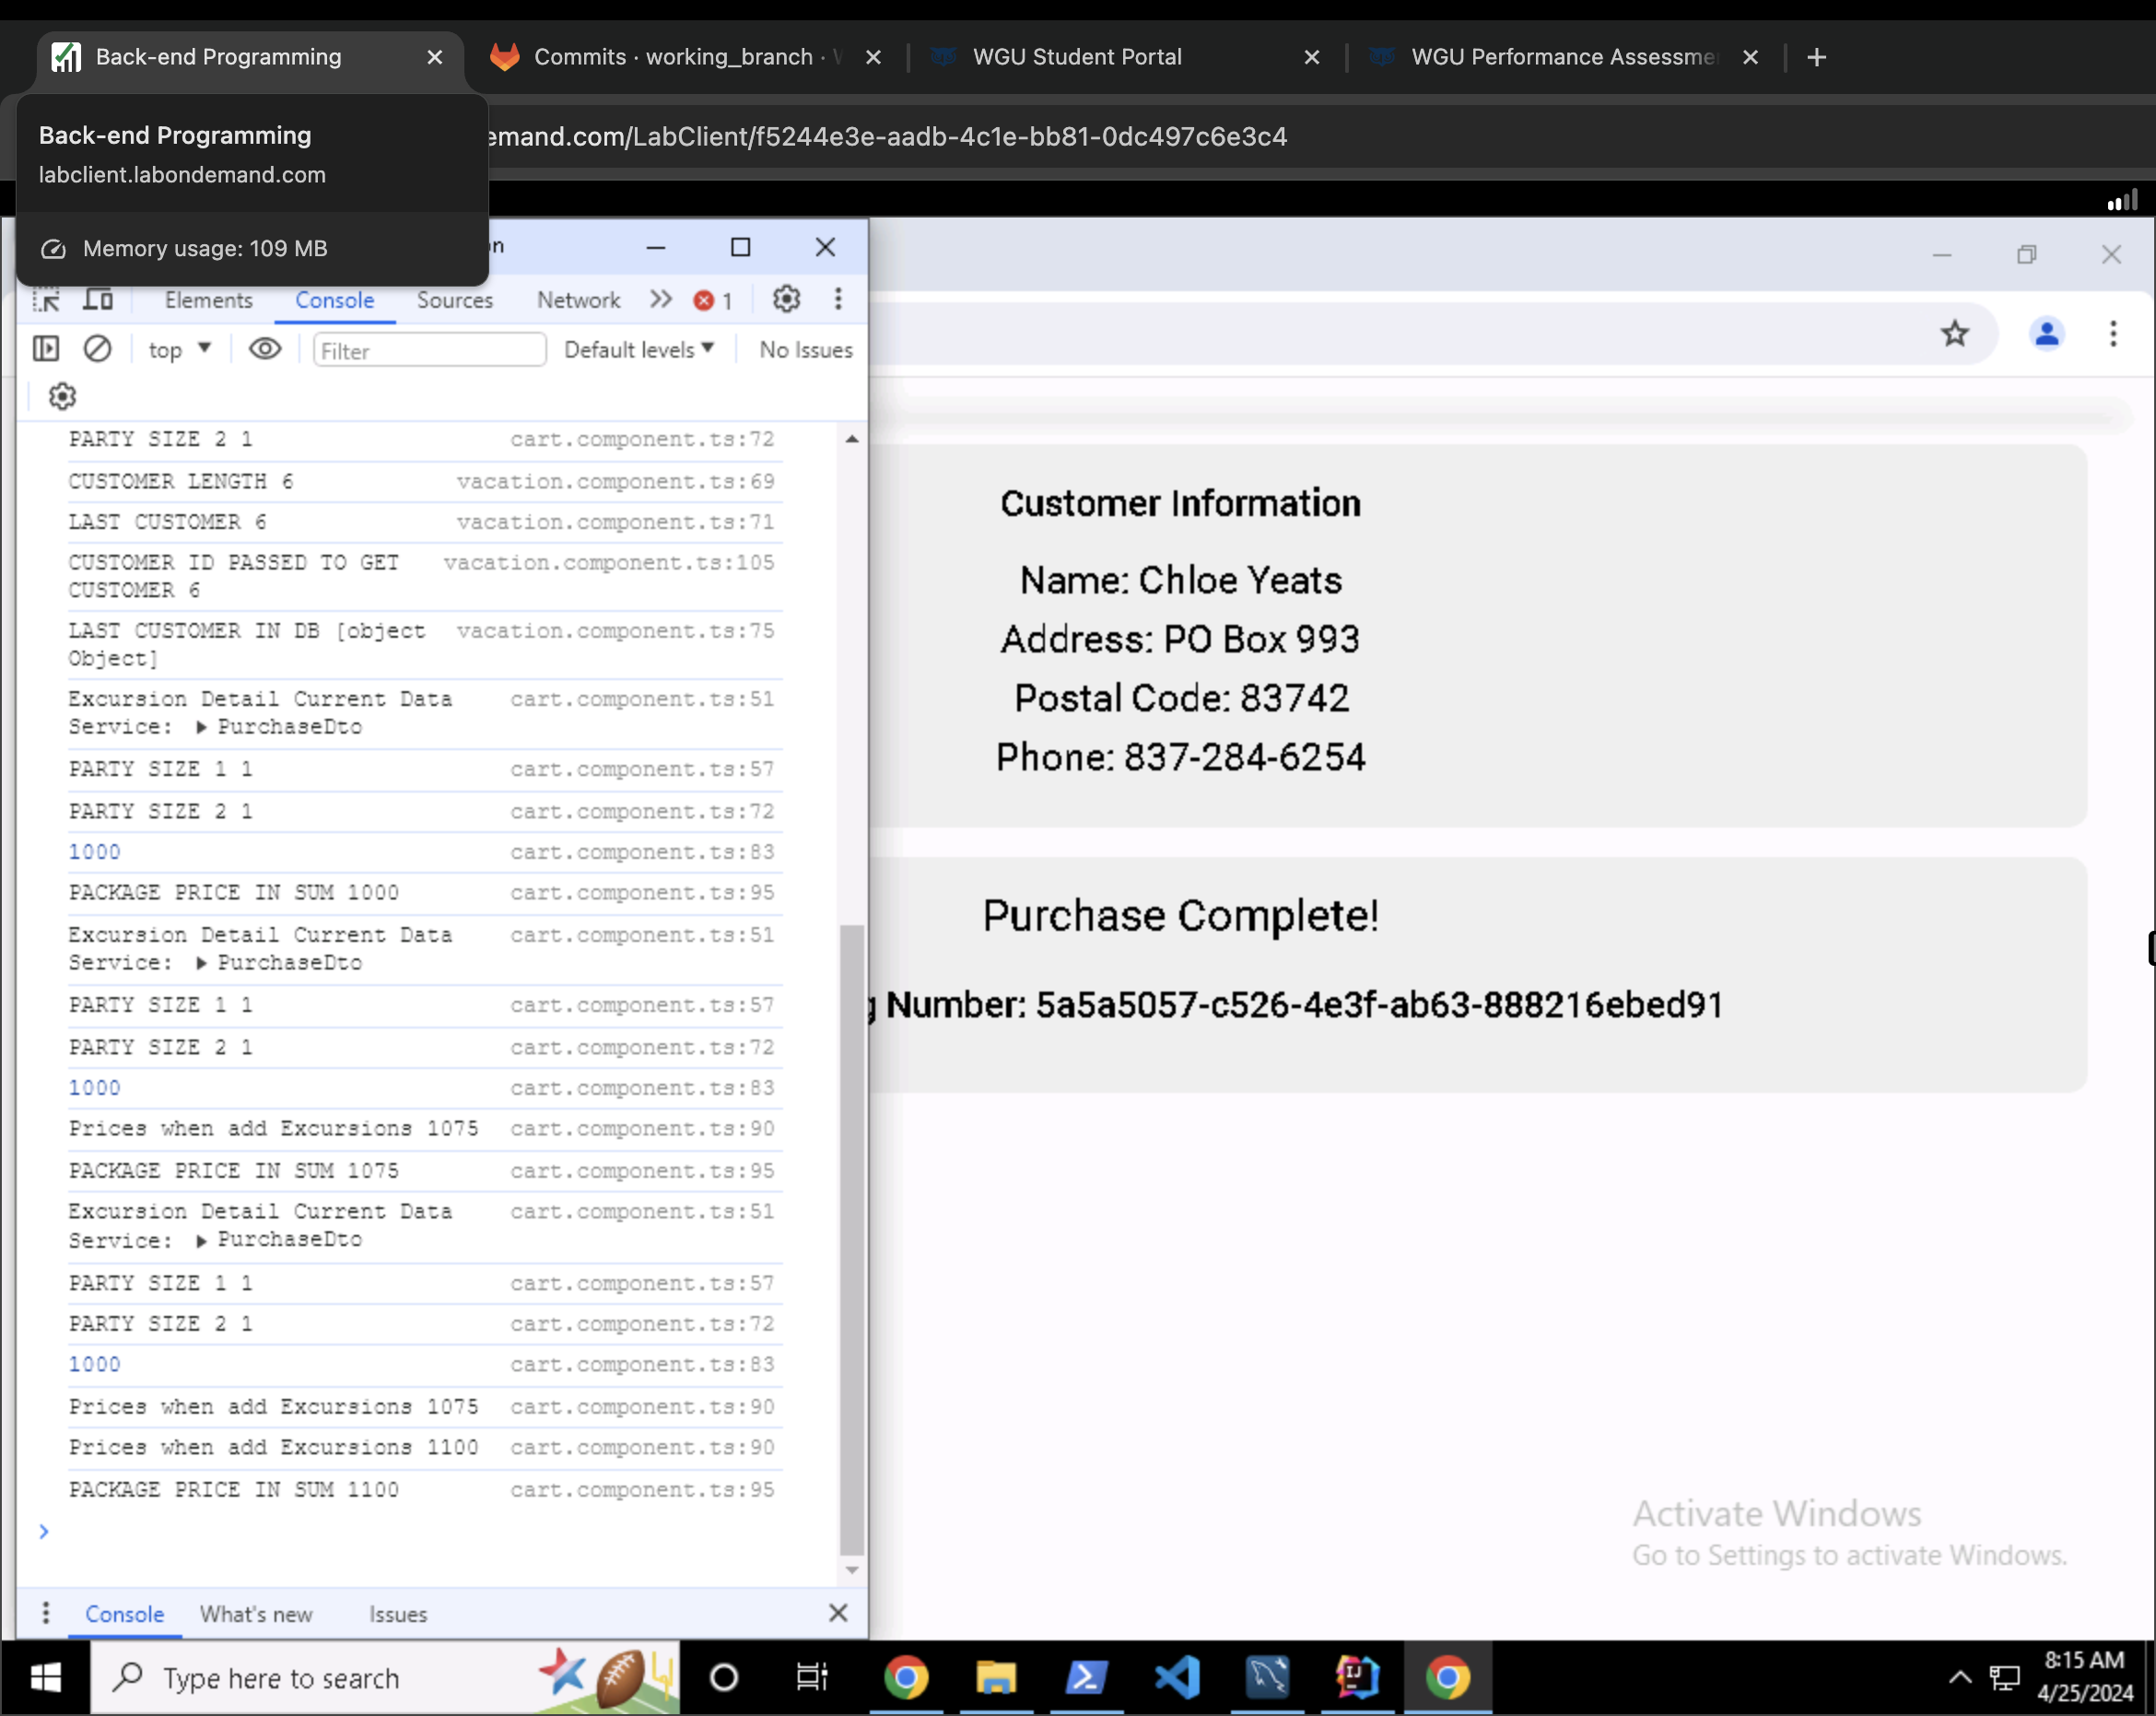 Back-end Programming
Commits · working_branch ·
WGU Student Portal
WGU Performance Assessme
Back-end Programming
labclient.labondemand.com
Memory usage: 109 MB
emand.com/LabClient/f5244e3e-aadb-4c1e-bb81-0dc497c6e3c4
Elements
Console
Sources
Network
1
top
Filter
Default levels
No Issues
PARTY SIZE 2 1 cart.component.ts:72
CUSTOMER LENGTH 6 vacation.component.ts:69
LAST CUSTOMER 6 vacation.component.ts:71
CUSTOMER ID PASSED TO GET vacation.component.ts:105
CUSTOMER 6
LAST CUSTOMER IN DB [object vacation.component.ts:75
Object]
Excursion Detail Current Data cart.component.ts:51
Service: PurchaseDto
PARTY SIZE 1 1 cart.component.ts:57
PARTY SIZE 2 1 cart.component.ts:72
1000 cart.component.ts:83
PACKAGE PRICE IN SUM 1000 cart.component.ts:95
Excursion Detail Current Data cart.component.ts:51
Service: PurchaseDto
PARTY SIZE 1 1 cart.component.ts:57
PARTY SIZE 2 1 cart.component.ts:72
1000 cart.component.ts:83
Prices when add Excursions 1075 cart.component.ts:90
PACKAGE PRICE IN SUM 1075 cart.component.ts:95
Excursion Detail Current Data cart.component.ts:51
Service: PurchaseDto
PARTY SIZE 1 1 cart.component.ts:57
PARTY SIZE 2 1 cart.component.ts:72
1000 cart.component.ts:83
Prices when add Excursions 1075 cart.component.ts:90
Prices when add Excursions 1100 cart.component.ts:90
PACKAGE PRICE IN SUM 1100 cart.component.ts:95
Console
What's new
Issues
Customer Information
Name: Chloe Yeats
Address: PO Box 993
Postal Code: 83742
Phone: 837-284-6254
Purchase Complete!
g Number: 5a5a5057-c526-4e3f-ab63-888216ebed91
Activate Windows
Go to Settings to activate Windows.
Type here to search
8:15 AM
4/25/2024